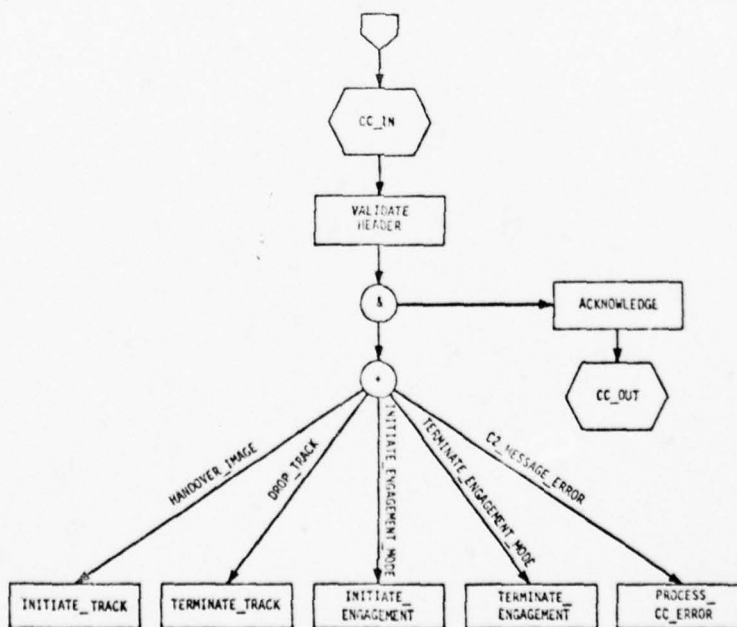 CC_IN
VALIDATE
HEADER
&
ACKNOWLEDGE
+
CC_OUT
HANDOVER_IMAGE
DROP_TRACK
INITIATE_ENGAGEMENT_MODE
TERMINATE_ENGAGEMENT_MODE
C2_MESSAGE_ERROR
INITIATE_TRACK
TERMINATE_TRACK
INITIATE_
ENGAGEMENT
TERMINATE_
ENGAGEMENT
PROCESS_
CC_ERROR